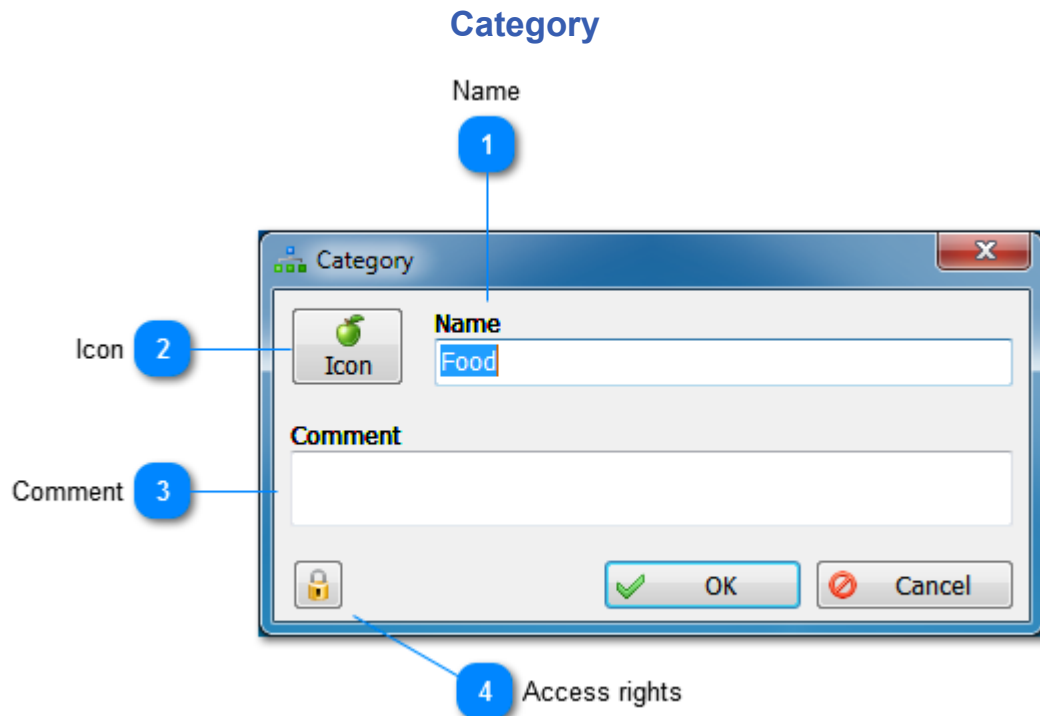 Category
Name
1
Category
x
Name
Icon 2
Icon
Food
Comment
Comment 3
OK
Cancel
4 Access rights